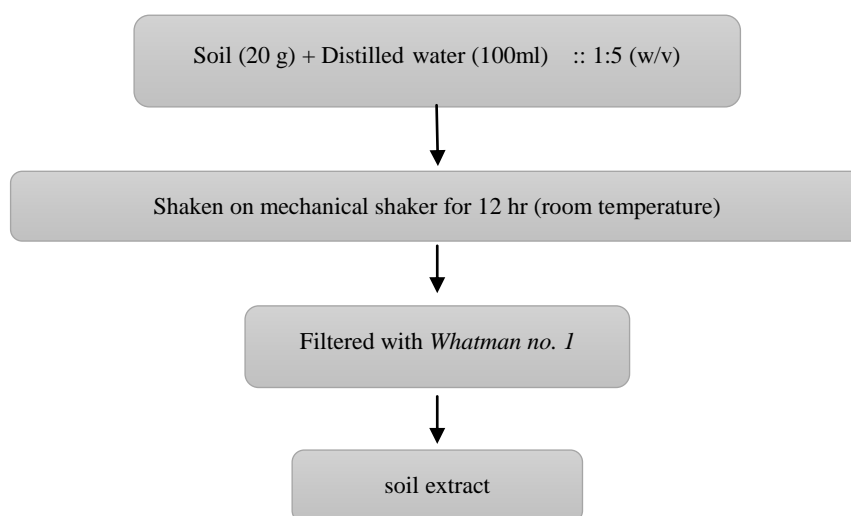 Soil (20 g) + Distilled water (100ml) :: 1:5 (w/v)
Shaken on mechanical shaker for 12 hr (room temperature)
Filtered with Whatman no. 1
soil extract